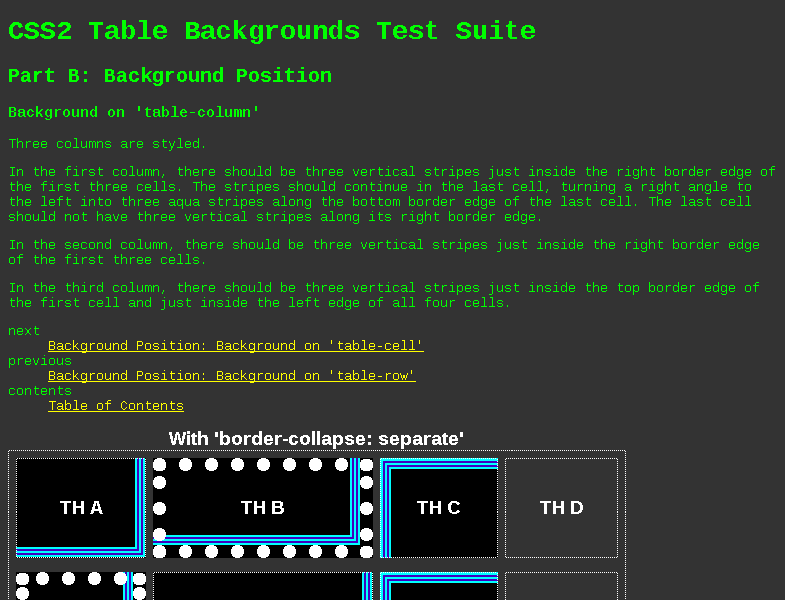 CSS2 Table Backgrounds Test Suite
Part B: Background Position
Background on 'table-column'
Three columns are styled.
In the first column, there should be three vertical stripes just inside the right border edge of
the first three cells. The stripes should continue in the last cell, turning a right angle to
the left into three aqua stripes along the bottom border edge of the last cell. The last cell
should not have three vertical stripes along its right border edge.
In the second column, there should be three vertical stripes just inside the right border edge
of the first three cells.
In the third column, there should be three vertical stripes just inside the top border edge of
the first cell and just inside the left edge of all four cells.
next
Background Position: Background on 'table-cell'
previous
Background Position: Background on 'table-row'
contents
Table of Contents
With 'border-collapse: separate'
TH A TH B TH C TH D